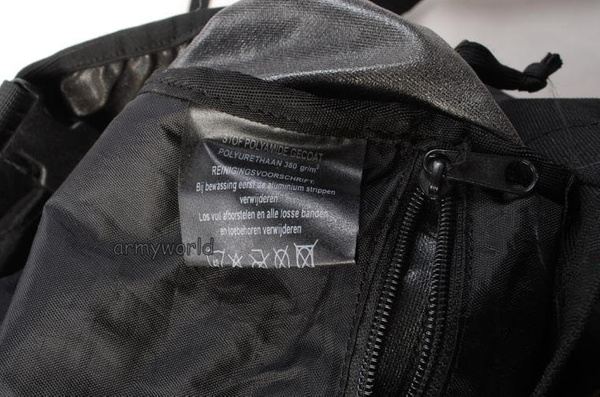 STOF POLYAMIDE GECOAT
POLYURETHAAN 380 gr/m²
REINIGINGSVOORSCHRIFT
Bij bewassing eerst de aluminium strippen
verwijderen
Los vuil afborstelen en alle losse banden
en toebehoren verwijderen
armyworld